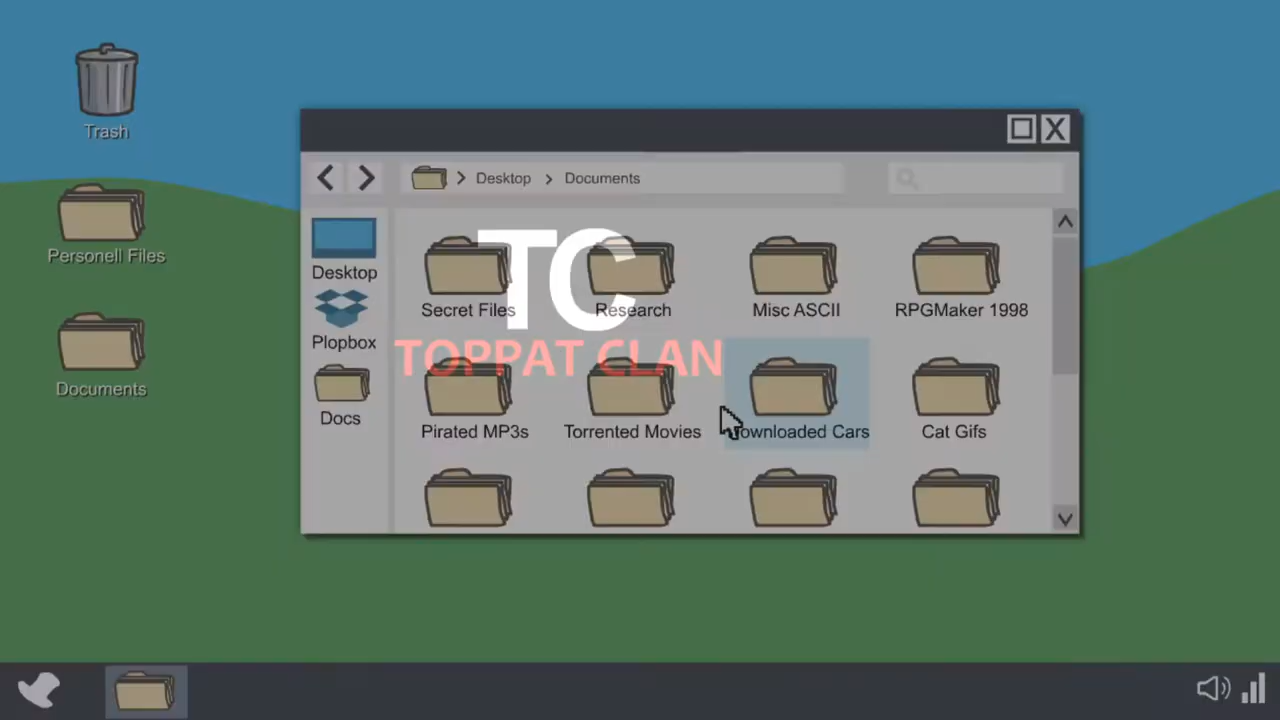 Trash
Personell Files
Documents
Desktop Documents
Desktop
Plopbox
Docs
TC
TOPPAT CLAN
Secret Files Research Misc ASCII RPGMaker 1998
Pirated MP3s Torrented Movies Downloaded Cars Cat Gifs